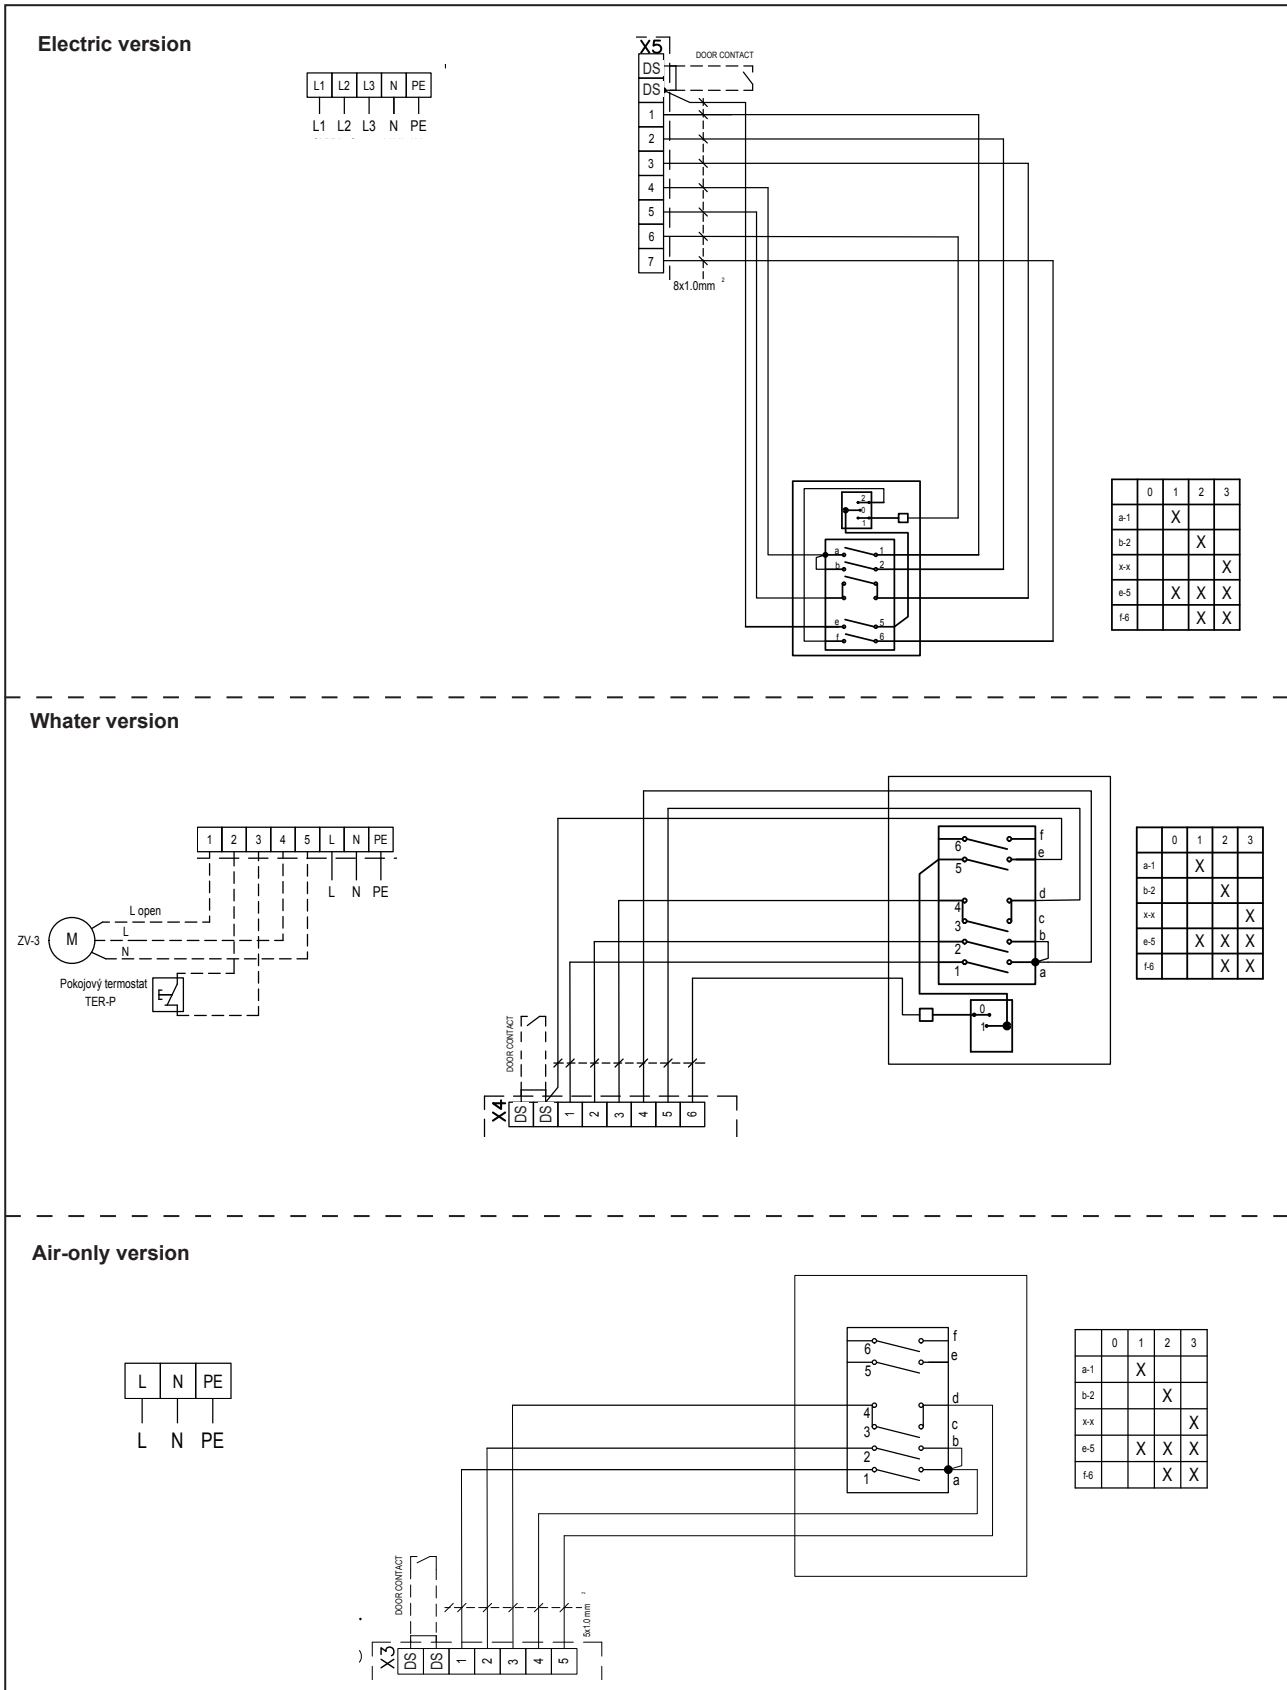 Electric version
L1 L2 L3 N PE
L1 L2 L3 N PE
X5
DS
DS
1
2
3
4
5
6
7
DOOR CONTACT
8x1.0mm 2
2
0
1
a 1
b 2
e 5
f 6
0 1 2 3
a-1 X
b-2 X
x-x X
e-5 X X X
f-6 X X
Whater version
1 2 3 4 5 L N PE
L N PE
L open
L
N
ZV-3
M
Pokojový termostat
TER-P
DOOR CONTACT
X4
DS DS 1 2 3 4 5 6
6 f
5 e
4 d
3 c
2 b
1 a
0
1
0 1 2 3
a-1 X
b-2 X
x-x X
e-5 X X X
f-6 X X
Air-only version
L N PE
L N PE
DOOR CONTACT
5x1.0 mm 2
)
X3
DS DS 1 2 3 4 5
6 f
5 e
4 d
3 c
2 b
1 a
0 1 2 3
a-1 X
b-2 X
x-x X
e-5 X X X
f-6 X X